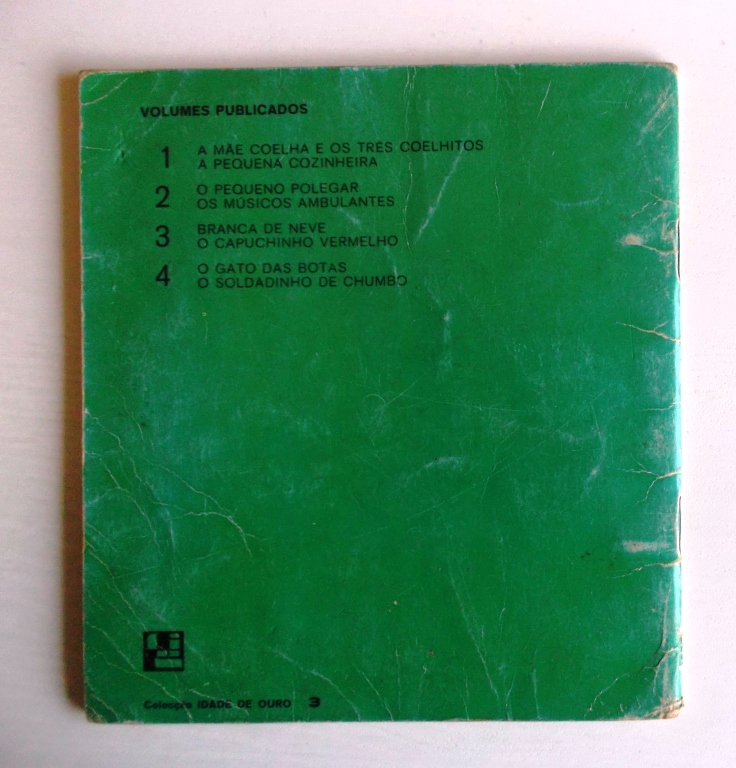 VOLUMES PUBLICADOS
1 A MÃE COELHA E OS TRÊS COELHITOS
A PEQUENA COZINHEIRA
2 O PEQUENO POLEGAR
OS MÚSICOS AMBULANTES
3 BRANCA DE NEVE
O CAPUCHINHO VERMELHO
4 O GATO DAS BOTAS
O SOLDADINHO DE CHUMBO
Colecção IDADE DE OURO 3